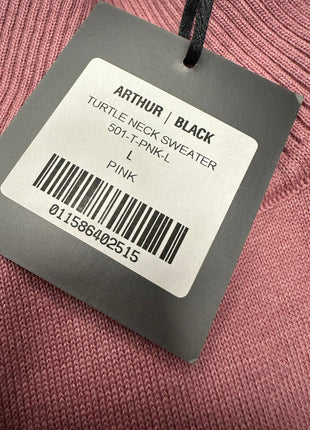 ARTHUR | BLACK
TURTLE NECK SWEATER
501-T-PNK-L
L
PINK
011586402515